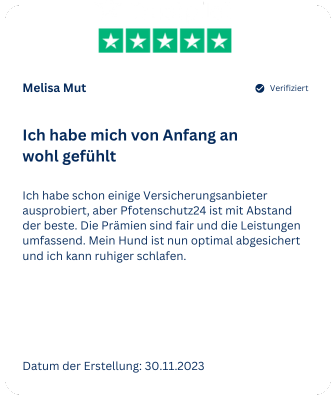 Melisa Mut
Verifiziert
Ich habe mich von Anfang an
wohl gefühlt
Ich habe schon einige Versicherungsanbieter
ausprobiert, aber Pfotenschutz24 ist mit Abstand
der beste. Die Prämien sind fair und die Leistungen
umfassend. Mein Hund ist nun optimal abgesichert
und ich kann ruhiger schlafen.
Datum der Erstellung: 30.11.2023